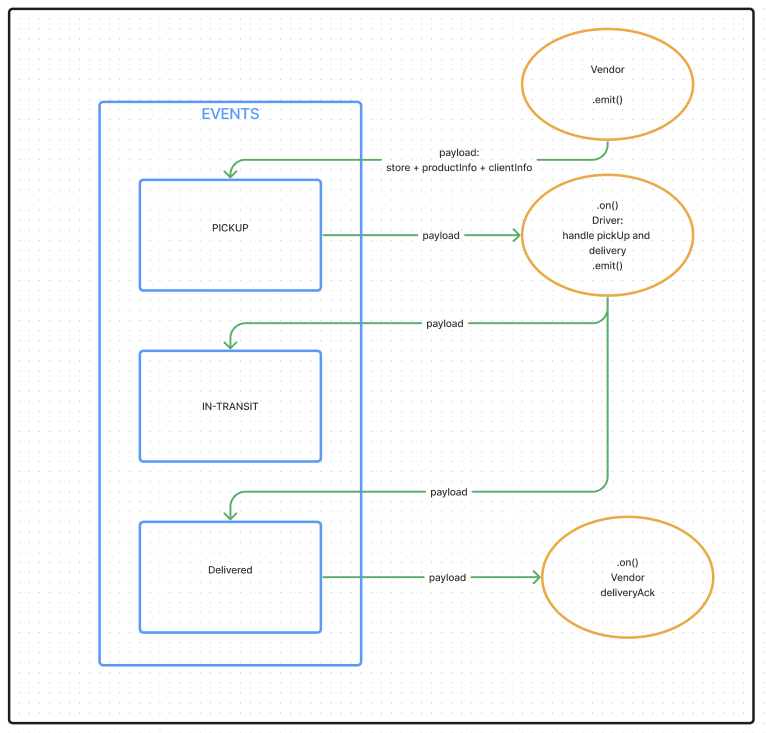 Vendor
.emit()
EVENTS
payload:
store + productInfo + clientInfo
PICKUP
payload
.on()
Driver:
handle pickUp and
delivery
.emit()
payload
IN-TRANSIT
payload
Delivered
payload
.on()
Vendor
deliveryAck